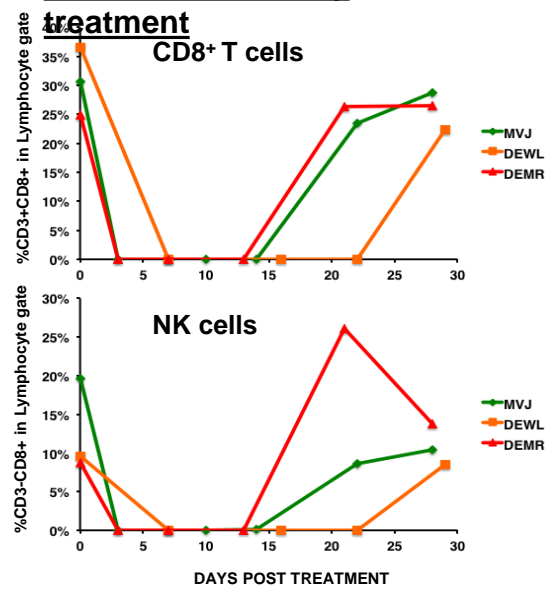 treatment
40%
CD8+ T cells
35%
30%
25%
20%
15%
10%
5%
0%
0 5 10 15 20 25 30
%CD3+CD8+ in Lymphocyte gate
MVJ
DEWL
DEMR
30%
NK cells
25%
20%
15%
10%
5%
0%
0 5 10 15 20 25 30
%CD3-CD8+ in Lymphocyte gate
MVJ
DEWL
DEMR
DAYS POST TREATMENT